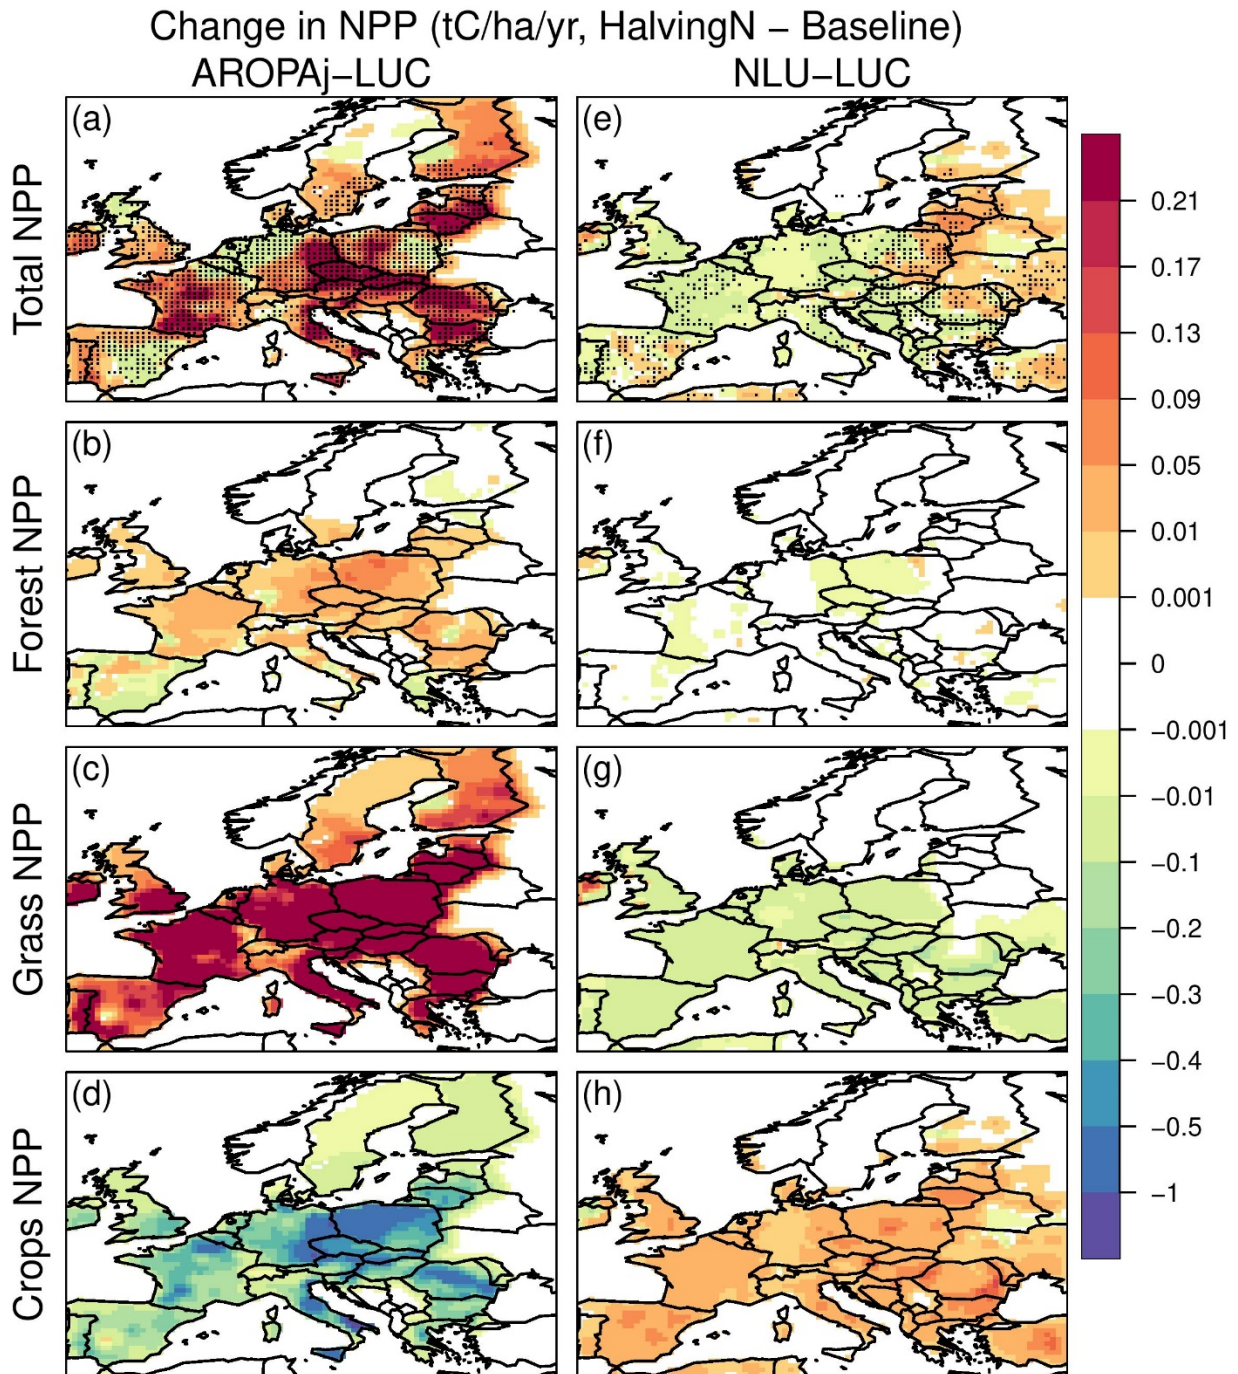 Change in NPP (tC/ha/yr, HalvingN – Baseline)
AROPAj–LUC
NLU–LUC
Total NPP
(a)
(e)
Forest NPP
(b)
(f)
Grass NPP
(c)
(g)
Crops NPP
(d)
(h)
0.21
0.17
0.13
0.09
0.05
0.01
0.001
0
−0.001
−0.01
−0.1
−0.2
−0.3
−0.4
−0.5
−1